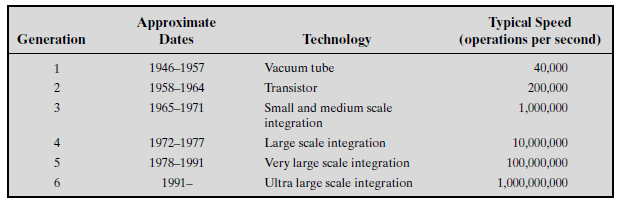 Generation Approximate Dates Technology Typical Speed (operations per second)
1 1946–1957 Vacuum tube 40,000
2 1958–1964 Transistor 200,000
3 1965–1971 Small and medium scale integration 1,000,000
4 1972–1977 Large scale integration 10,000,000
5 1978–1991 Very large scale integration 100,000,000
6 1991– Ultra large scale integration 1,000,000,000